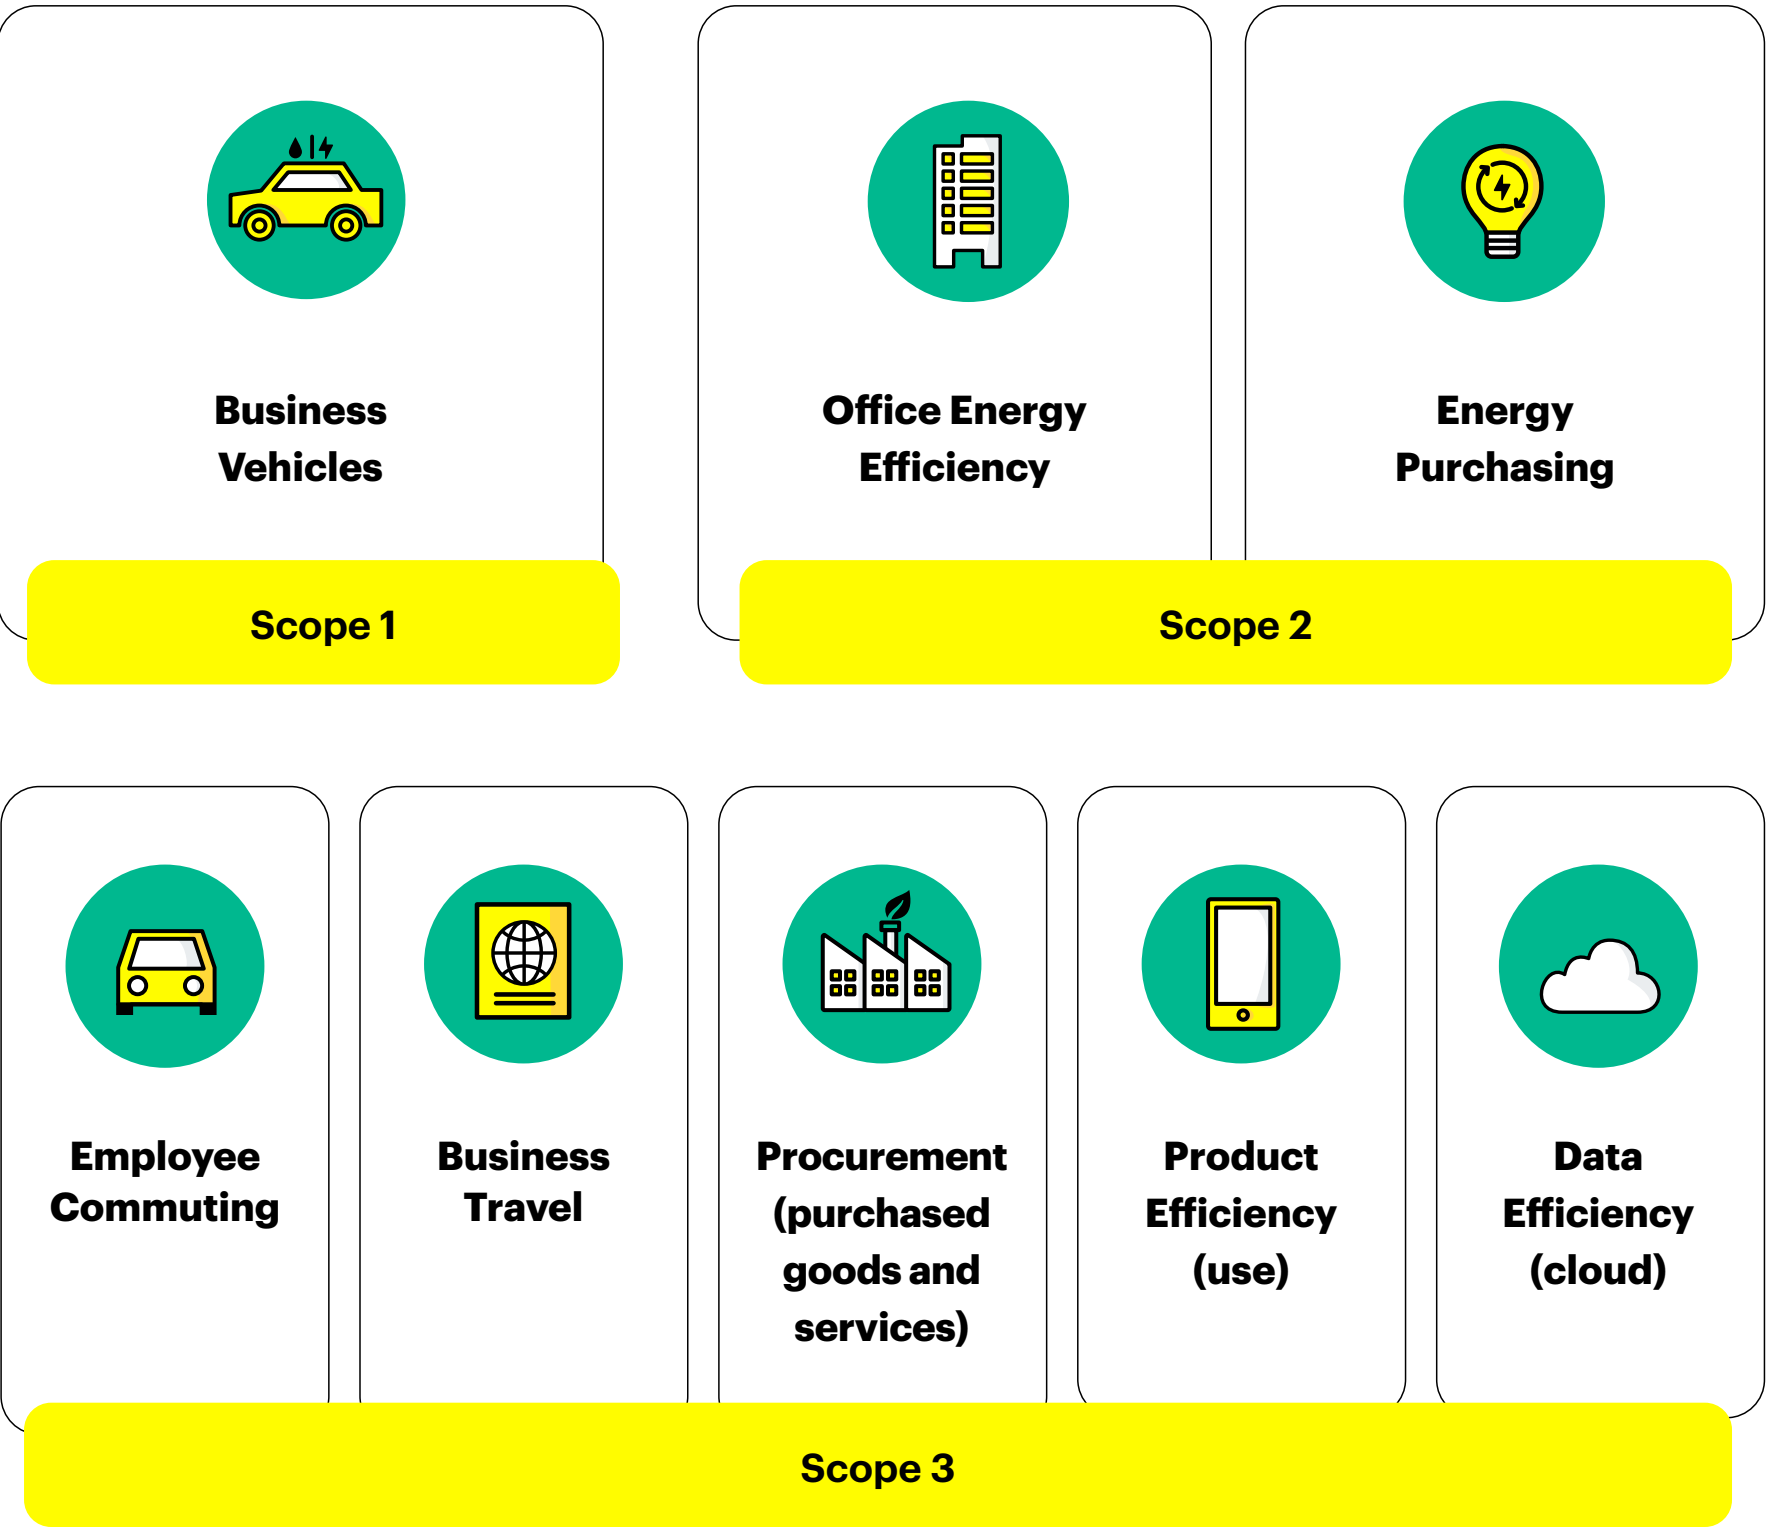 Business
Vehicles
Office Energy
Efficiency
Energy
Purchasing
Scope 1
Scope 2
Employee
Commuting
Business
Travel
Procurement
(purchased
goods and
services)
Product
Efficiency
(use)
Data
Efficiency
(cloud)
Scope 3